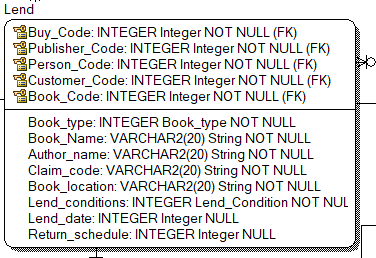 Lend
Buy_Code: INTEGER Integer NOT NULL (FK)
Publisher_Code: INTEGER Integer NOT NULL (FK)
Person_Code: INTEGER Integer NOT NULL (FK)
Customer_Code: INTEGER Integer NOT NULL (FK)
Book_Code: INTEGER Integer NOT NULL (FK)
Book_type: INTEGER Book_type NOT NULL
Book_Name: VARCHAR2(20) String NOT NULL
Author_name: VARCHAR2(20) String NOT NULL
Claim_code: VARCHAR2(20) String NOT NULL
Book_location: VARCHAR2(20) String NOT NULL
Lend_conditions: INTEGER Lend_Condition NOT NUL
Lend_date: INTEGER Integer NULL
Return_schedule: INTEGER Integer NULL